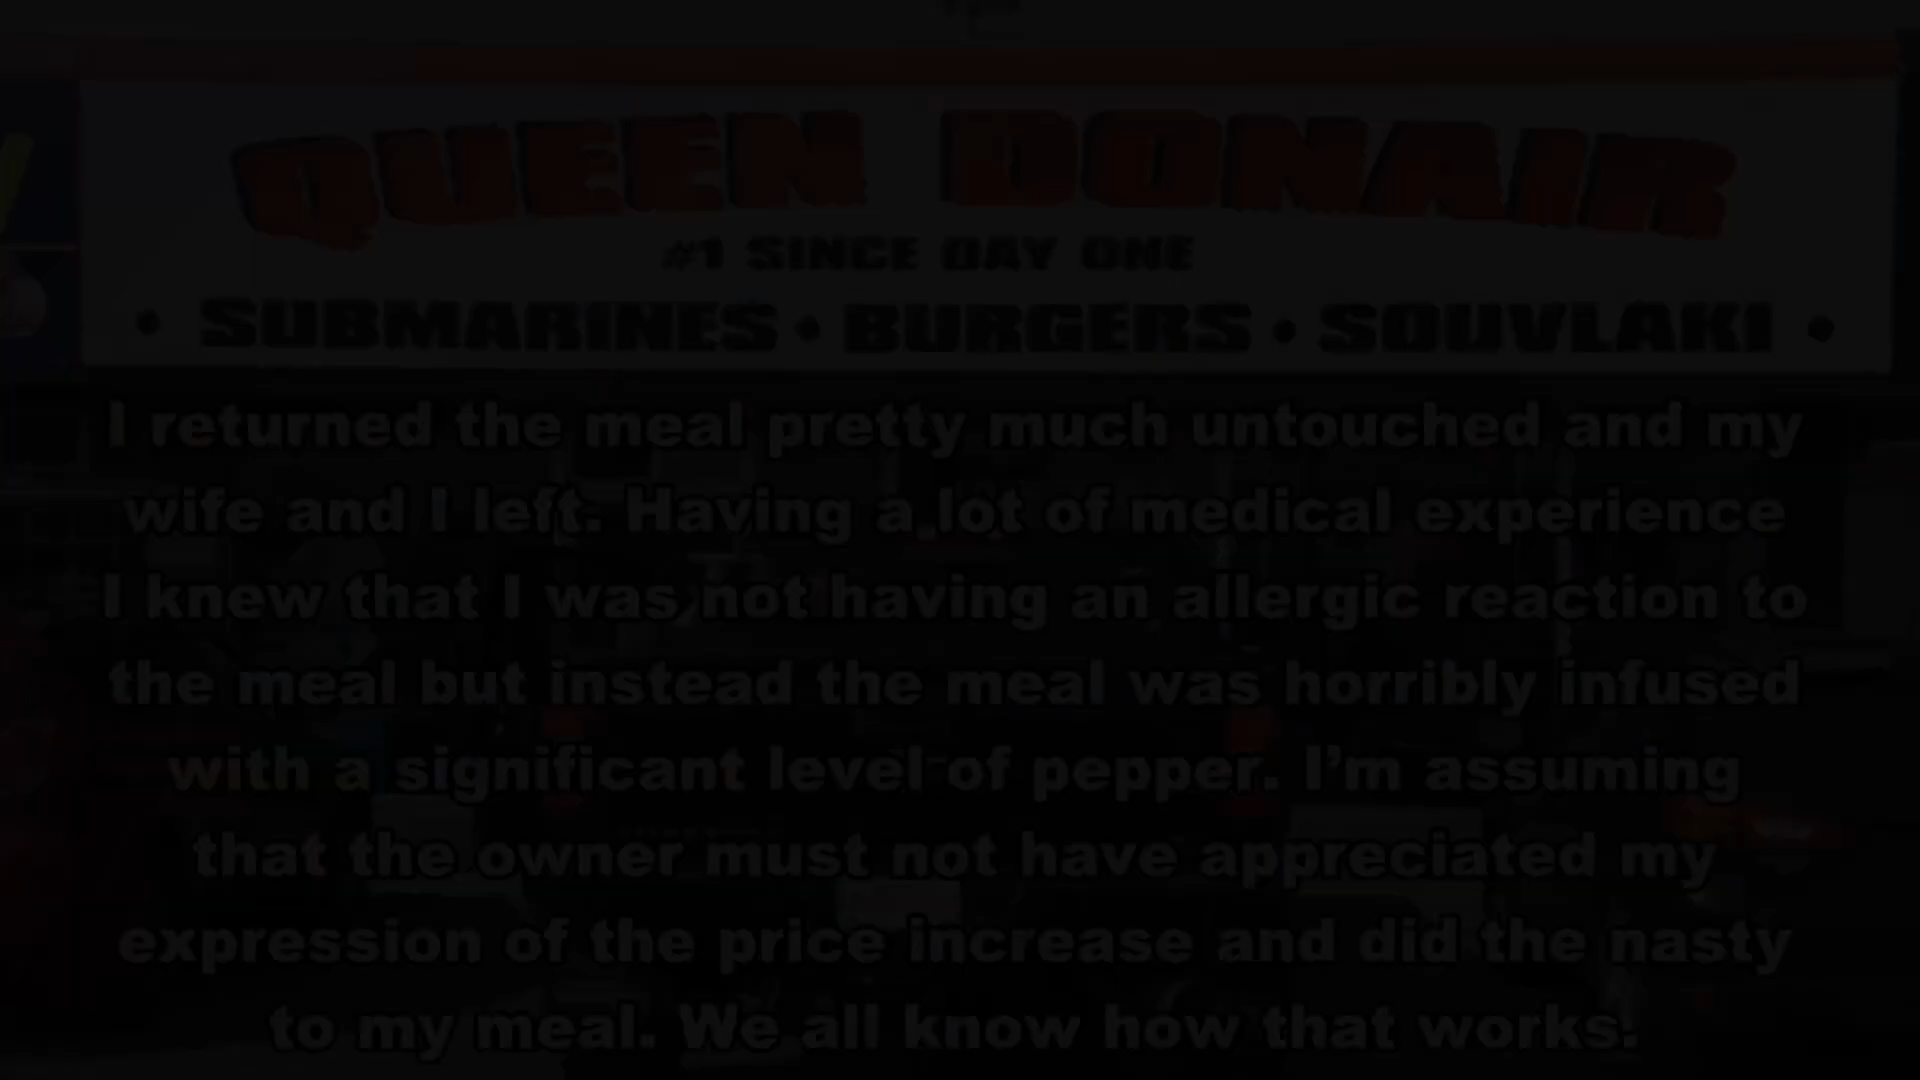 QUEEN DONAIR
#1 SINCE DAY ONE
• SUBMARINES • BURGERS • SOUVLAKI •
I returned the meal pretty much untouched and my
wife and I left. Having a lot of medical experience
I knew that I was not having an allergic reaction to
the meal but instead the meal was horribly infused
with a significant level of pepper. I’m assuming
that the owner must not have appreciated my
expression of the price increase and did the nasty
to my meal. We all know how that works.